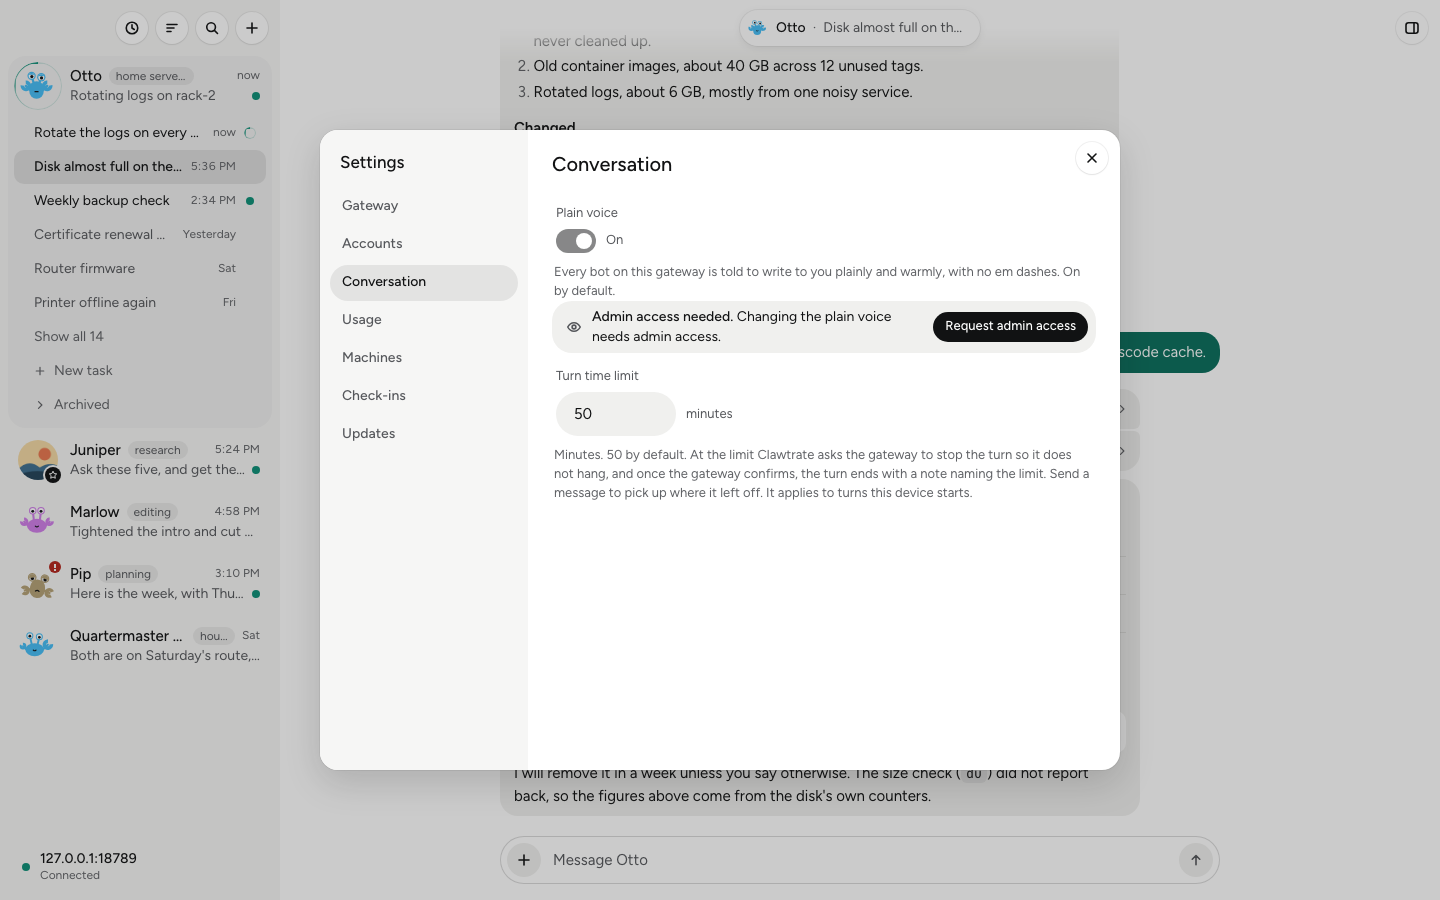 Otto · Disk almost full on th...
Otto home serve... now
Rotating logs on rack-2
Rotate the logs on every ... now
Disk almost full on the... 5:36 PM
Weekly backup check 2:34 PM
Certificate renewal ... Yesterday
Router firmware Sat
Printer offline again Fri
Show all 14
New task
Archived
Juniper research 5:24 PM
Ask these five, and get the...
Marlow editing 4:58 PM
Tightened the intro and cut ...
Pip planning 3:10 PM
Here is the week, with Thu...
Quartermaster ... hou... Sat
Both are on Saturday's route,...
127.0.0.1:18789
Connected
never cleaned up.
2. Old container images, about 40 GB across 12 unused tags.
3. Rotated logs, about 6 GB, mostly from one noisy service.
Changed
Settings
Gateway
Accounts
Conversation
Usage
Machines
Check-ins
Updates
Conversation
Plain voice
On
Every bot on this gateway is told to write to you plainly and warmly, with no em dashes. On
by default.
Admin access needed. Changing the plain voice
needs admin access.
Request admin access
Turn time limit
50 minutes
Minutes. 50 by default. At the limit Clawtrate asks the gateway to stop the turn so it does
not hang, and once the gateway confirms, the turn ends with a note naming the limit. Send a
message to pick up where it left off. It applies to turns this device starts.
scode cache.
I will remove it in a week unless you say otherwise. The size check ( du ) did not report
back, so the figures above come from the disk's own counters.
Message Otto